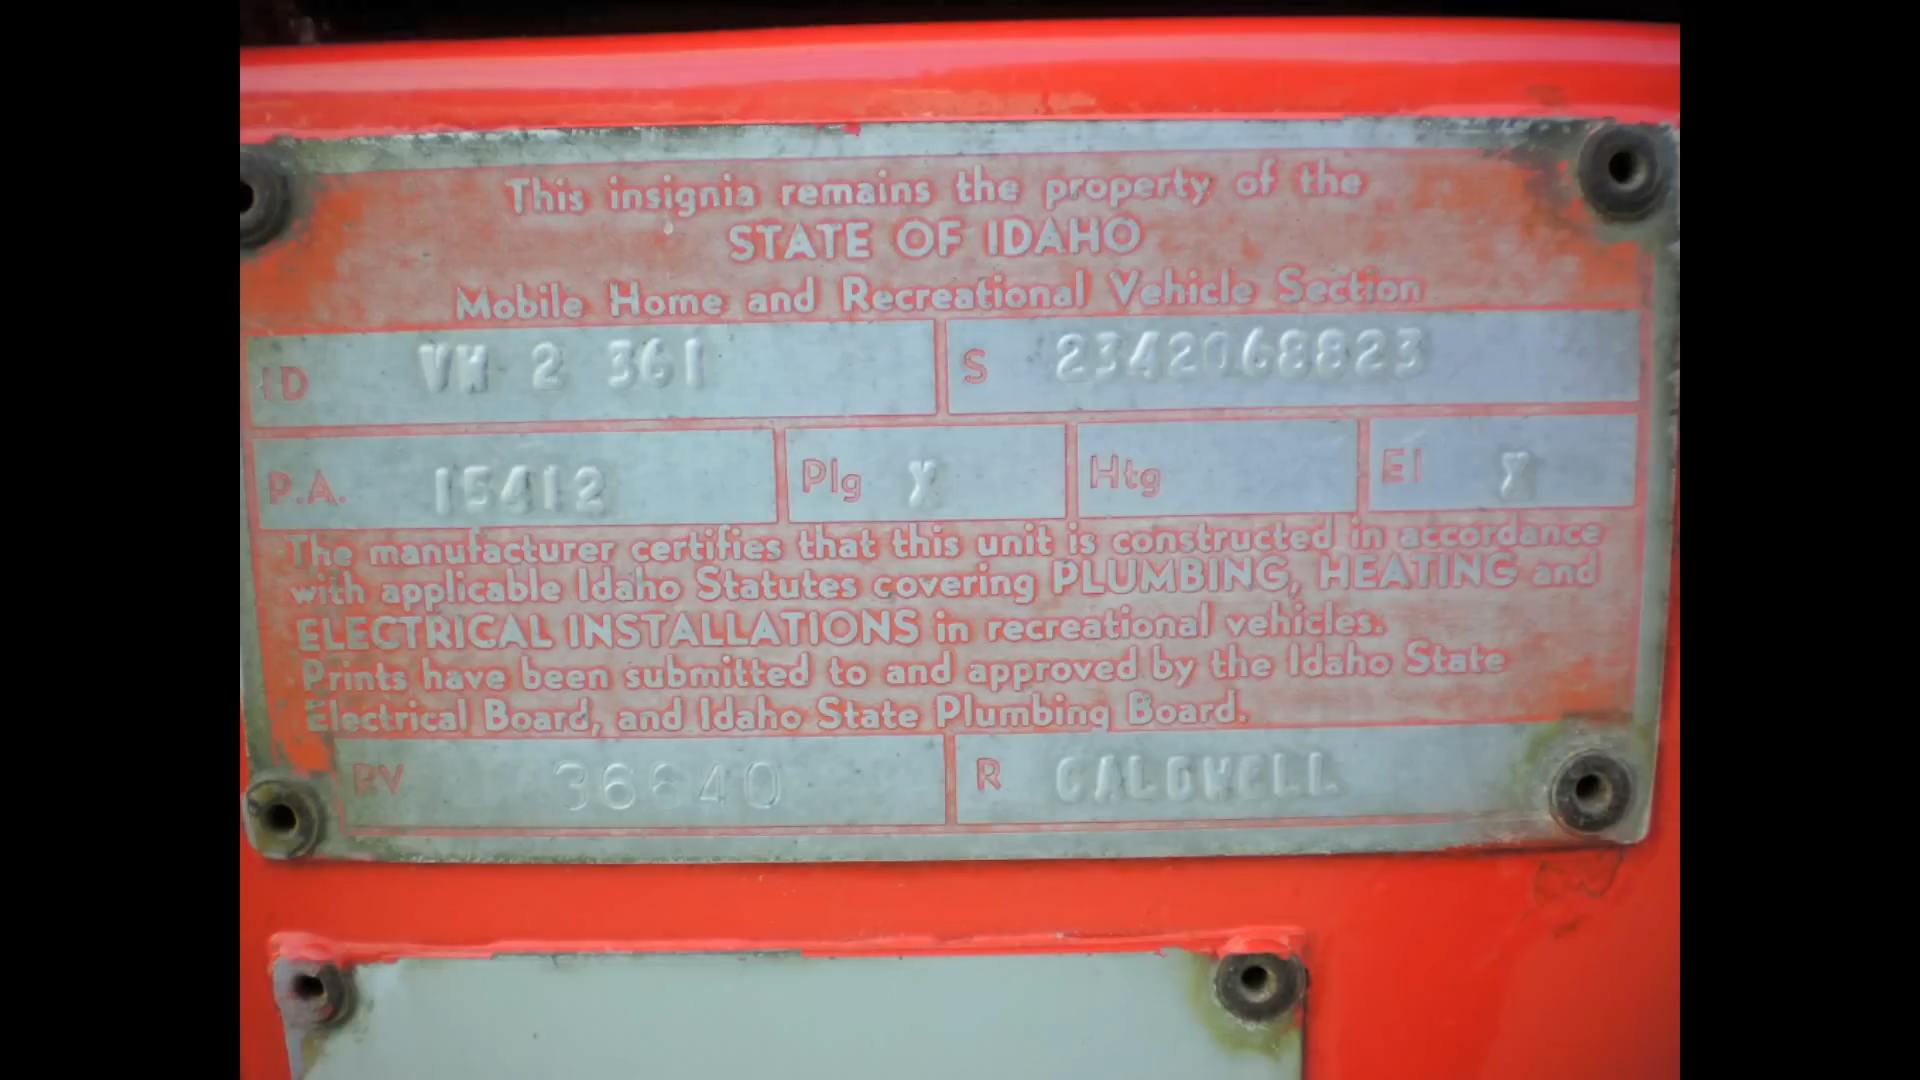 This insignia remains the property of the
STATE OF IDAHO
Mobile Home and Recreational Vehicle Section
ID VW 2 361 S 2342068823
P.A. 15412 Plg X Htg El X
The manufacturer certifies that this unit is constructed in accordance
with applicable Idaho Statutes covering PLUMBING, HEATING and
ELECTRICAL INSTALLATIONS in recreational vehicles.
Prints have been submitted to and approved by the Idaho State
Electrical Board, and Idaho State Plumbing Board.
RV 36640 R CALDWELL